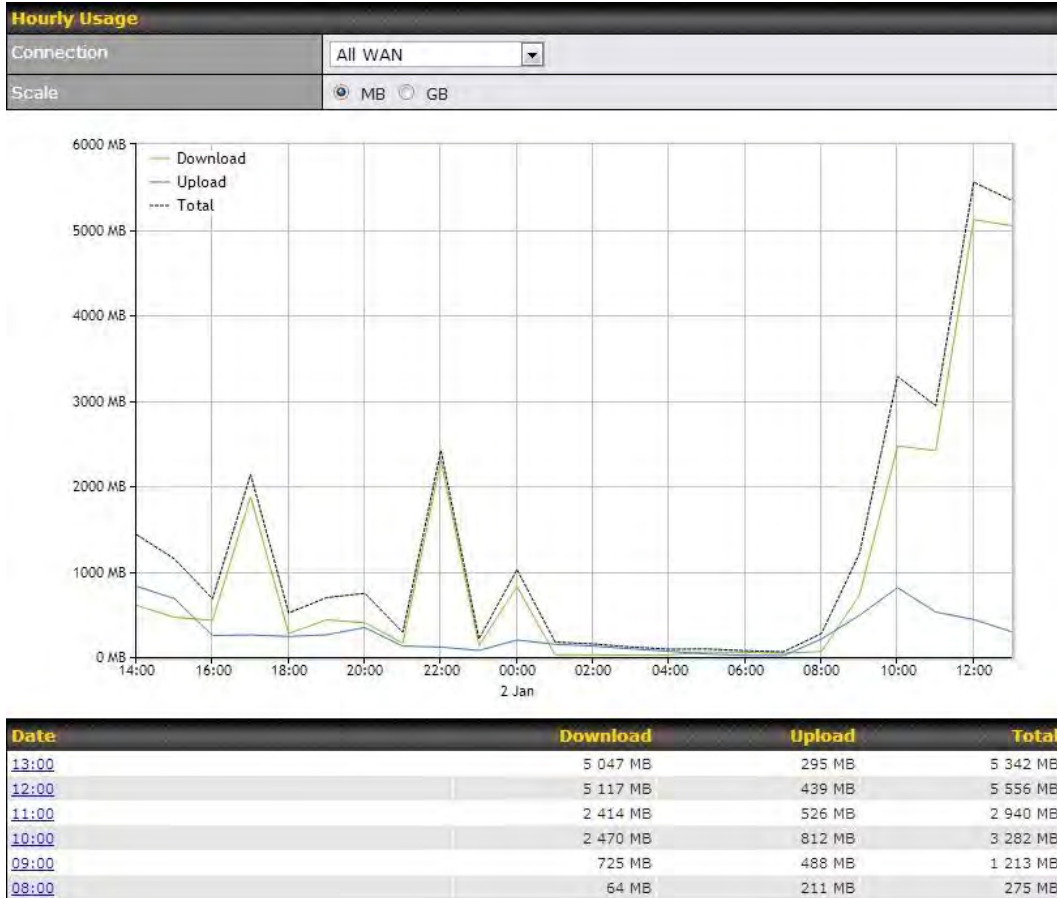 Hourly Usage
Connection All WAN
Scale MB GB
6000 MB
5000 MB
4000 MB
3000 MB
2000 MB
1000 MB
0 MB
Download
Upload
Total
14:00 16:00 18:00 20:00 22:00 00:00 02:00 04:00 06:00 08:00 10:00 12:00
2 Jan
Date Download Upload Total
13:00 5 047 MB 295 MB 5 342 MB
12:00 5 117 MB 439 MB 5 556 MB
11:00 2 414 MB 526 MB 2 940 MB
10:00 2 470 MB 812 MB 3 282 MB
09:00 725 MB 488 MB 1 213 MB
08:00 64 MB 211 MB 275 MB